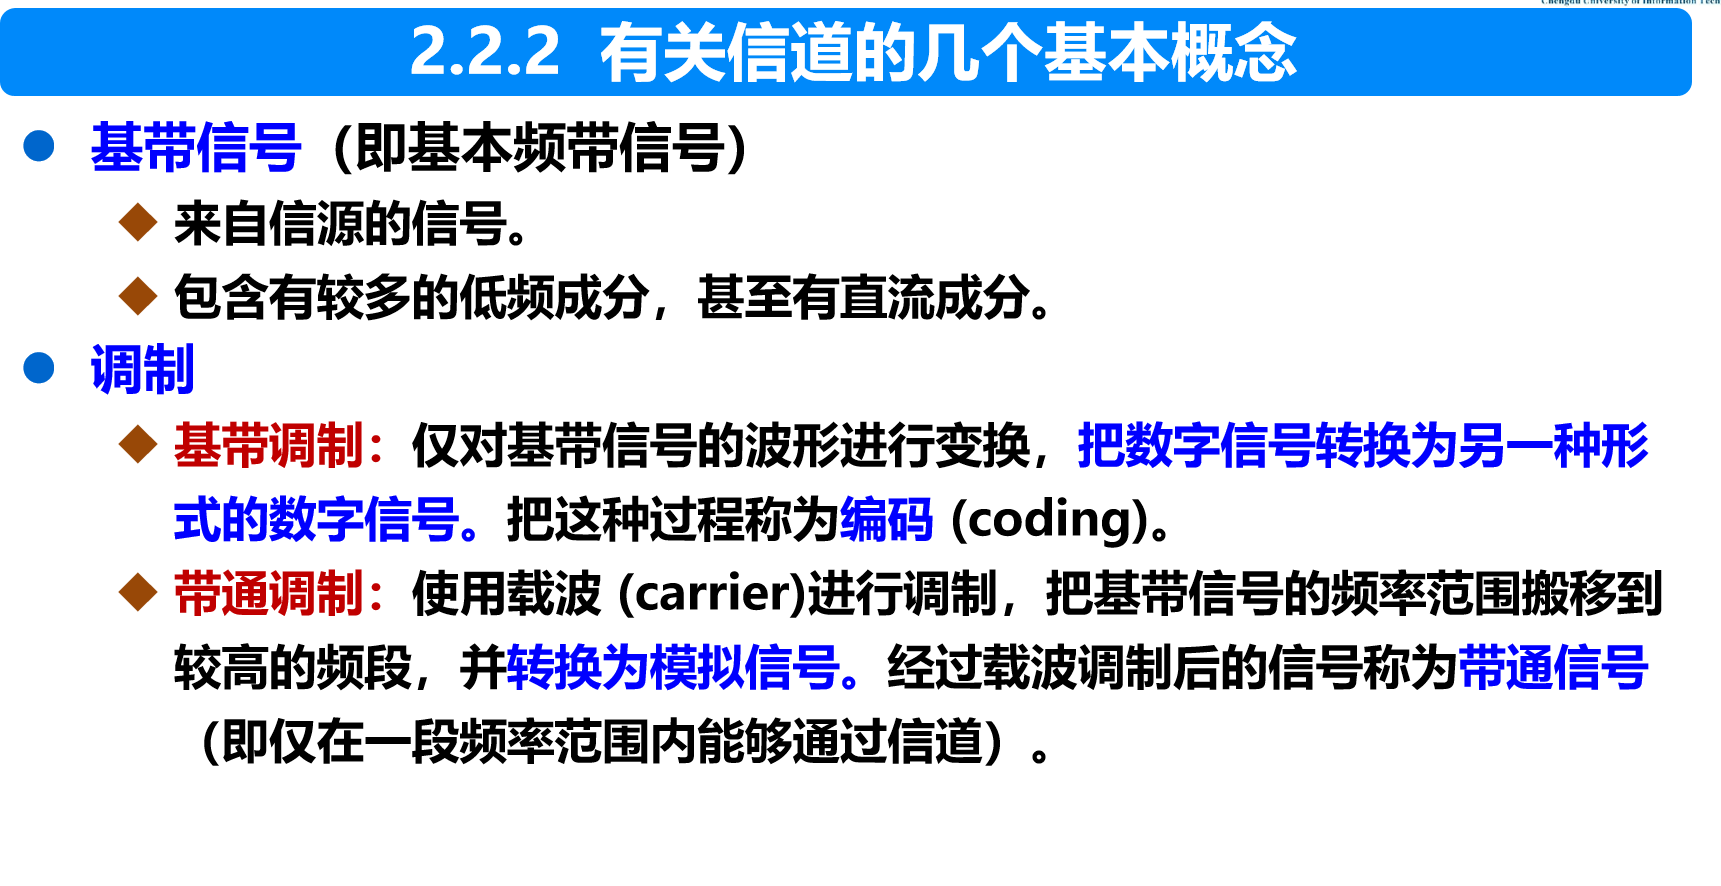 Chengdu University of Information Tech
2.2.2 有关信道的几个基本概念
基带信号（即基本频带信号）
来自信源的信号。
包含有较多的低频成分，甚至有直流成分。
调制
基带调制：仅对基带信号的波形进行变换，把数字信号转换为另一种形
式的数字信号。把这种过程称为编码 (coding)。
带通调制：使用载波 (carrier)进行调制，把基带信号的频率范围搬移到
较高的频段，并转换为模拟信号。经过载波调制后的信号称为带通信号
（即仅在一段频率范围内能够通过信道）。